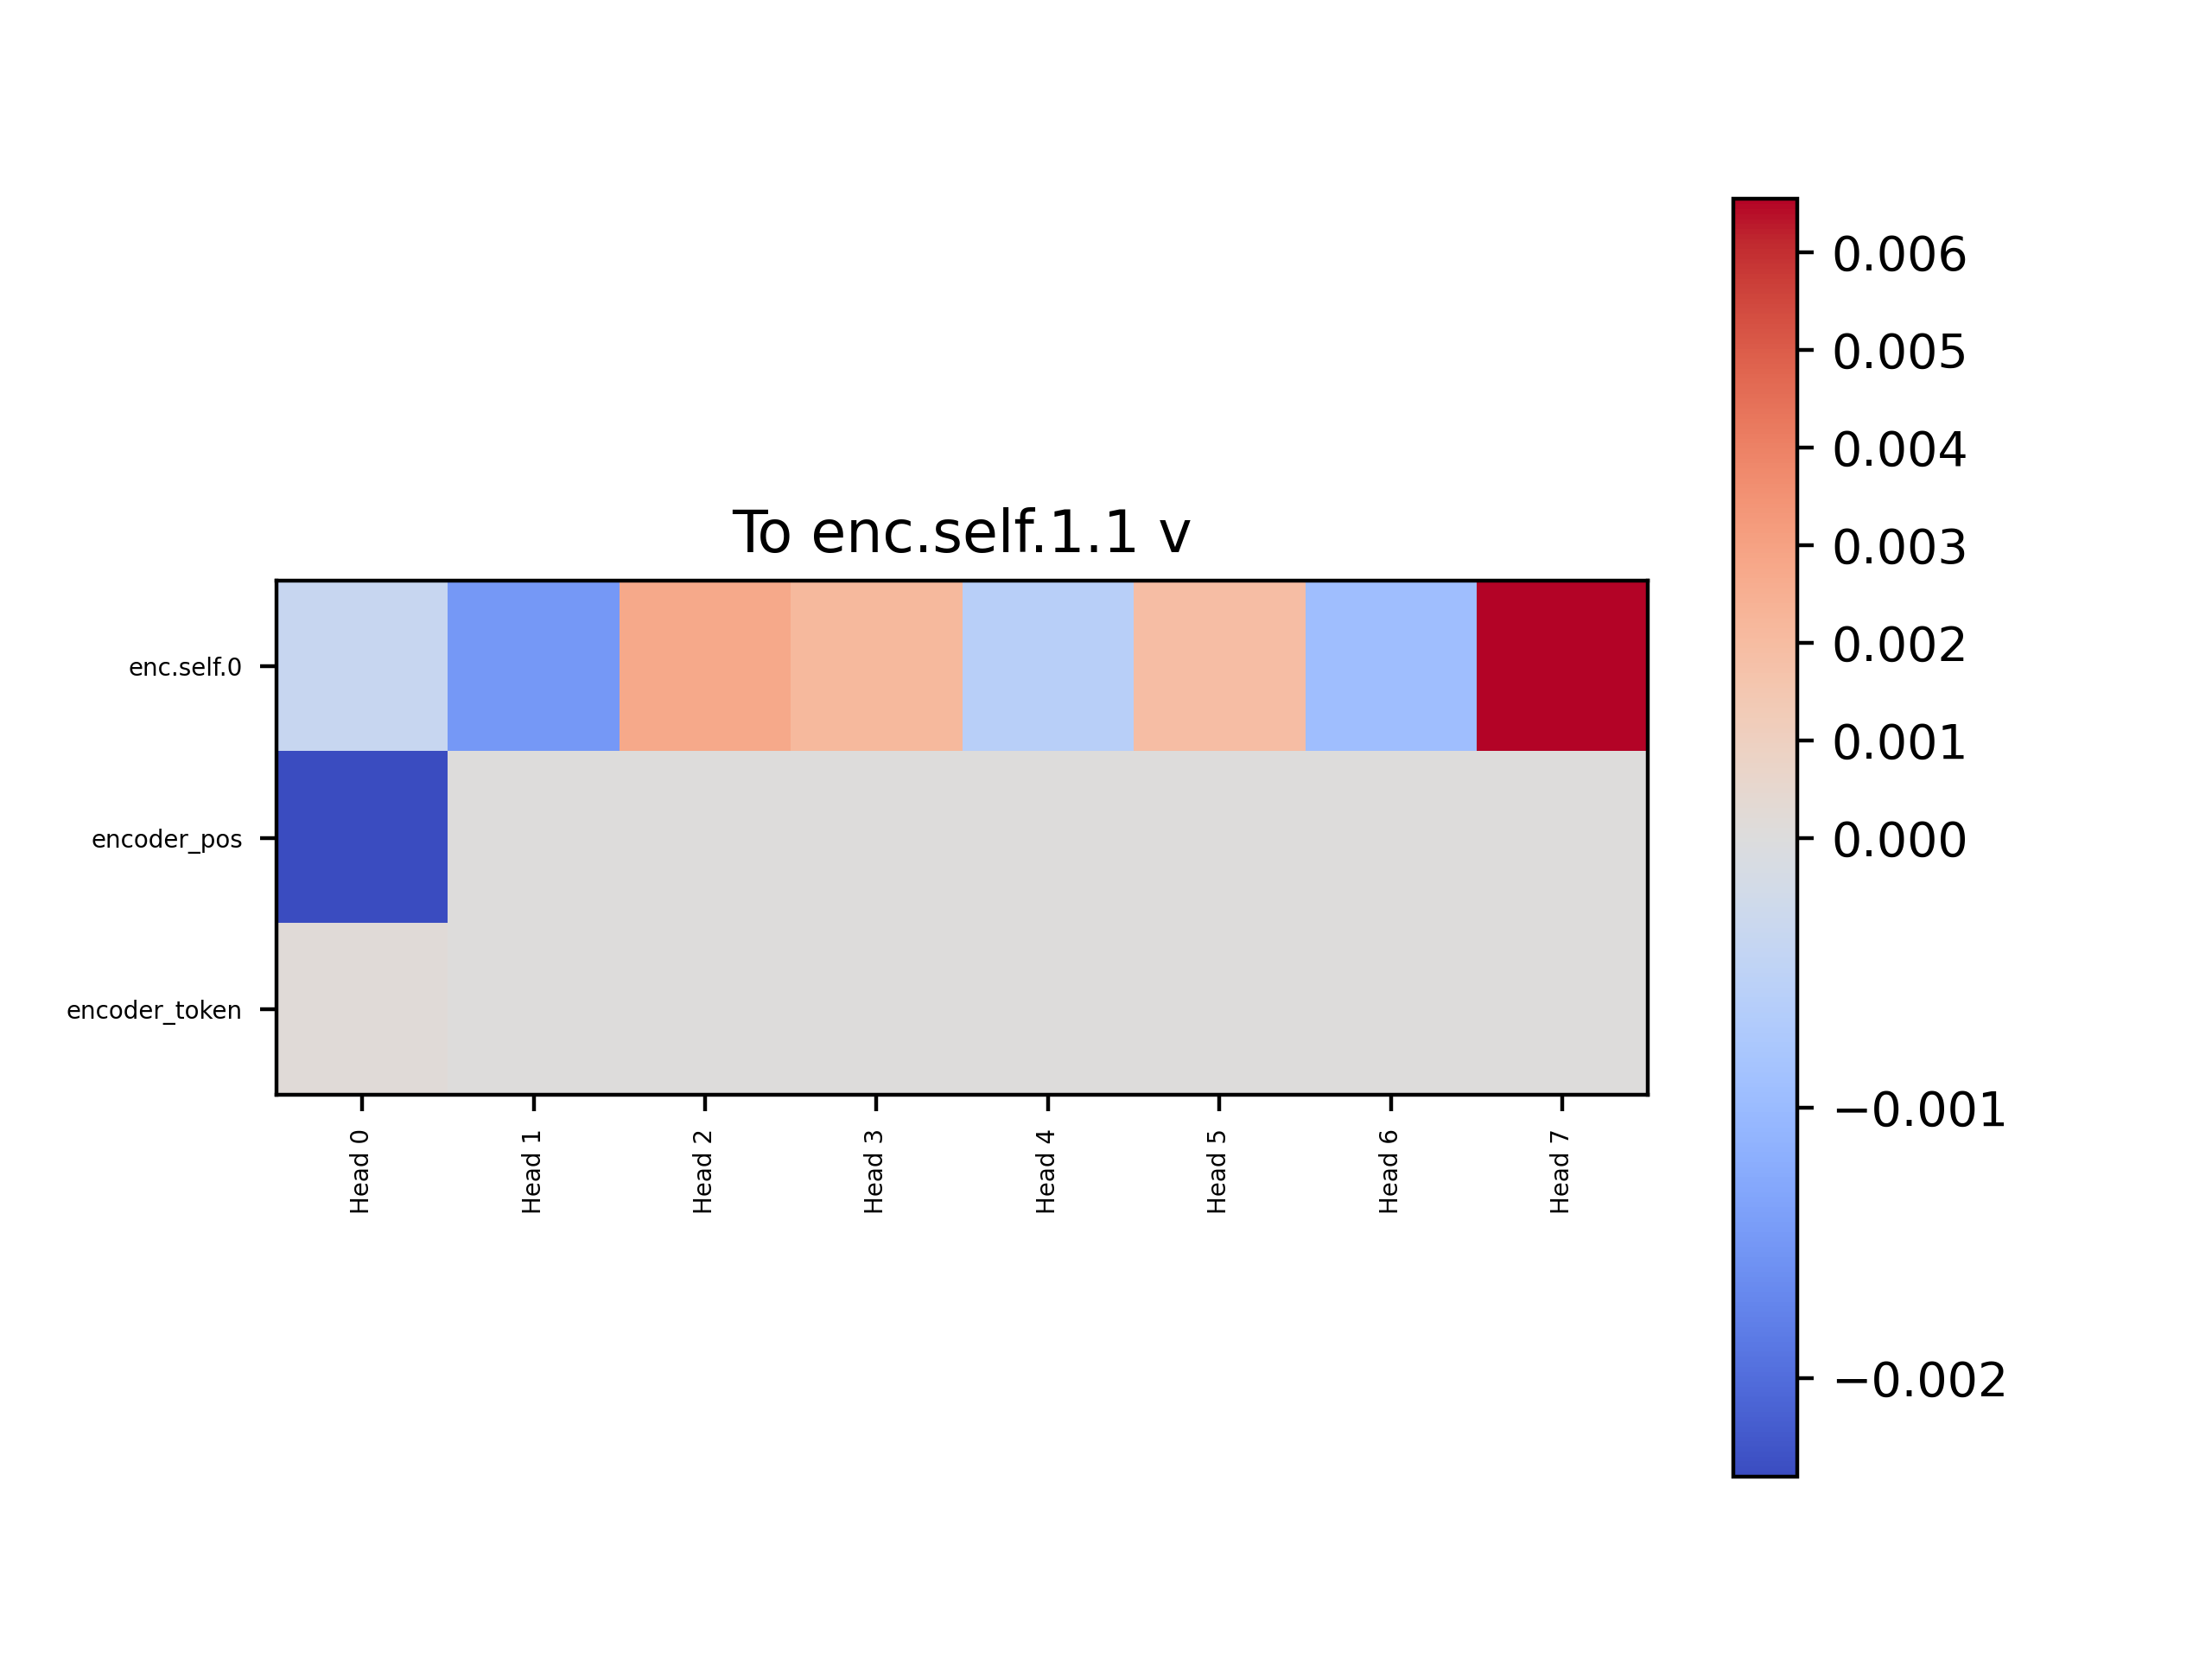 To enc.self.1.1 v
enc.self.0
encoder_pos
encoder_token
Head 0
Head 1
Head 2
Head 3
Head 4
Head 5
Head 6
Head 7
0.006
0.005
0.004
0.003
0.002
0.001
0.000
−0.001
−0.002